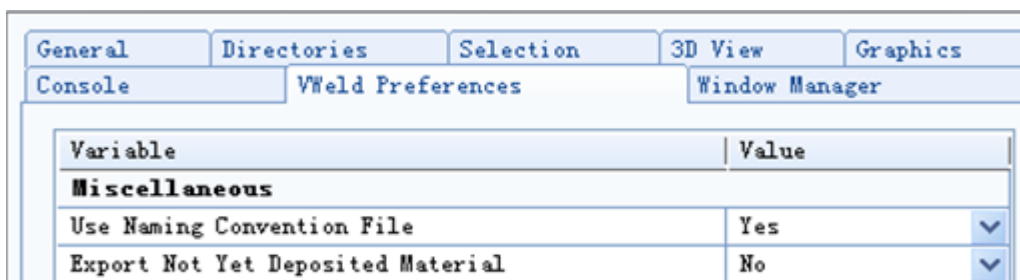 General Directories Selection 3D View Graphics
Console VWeld Preferences Window Manager
Variable Value
Miscellaneous
Use Naming Convention File Yes
Export Not Yet Deposited Material No